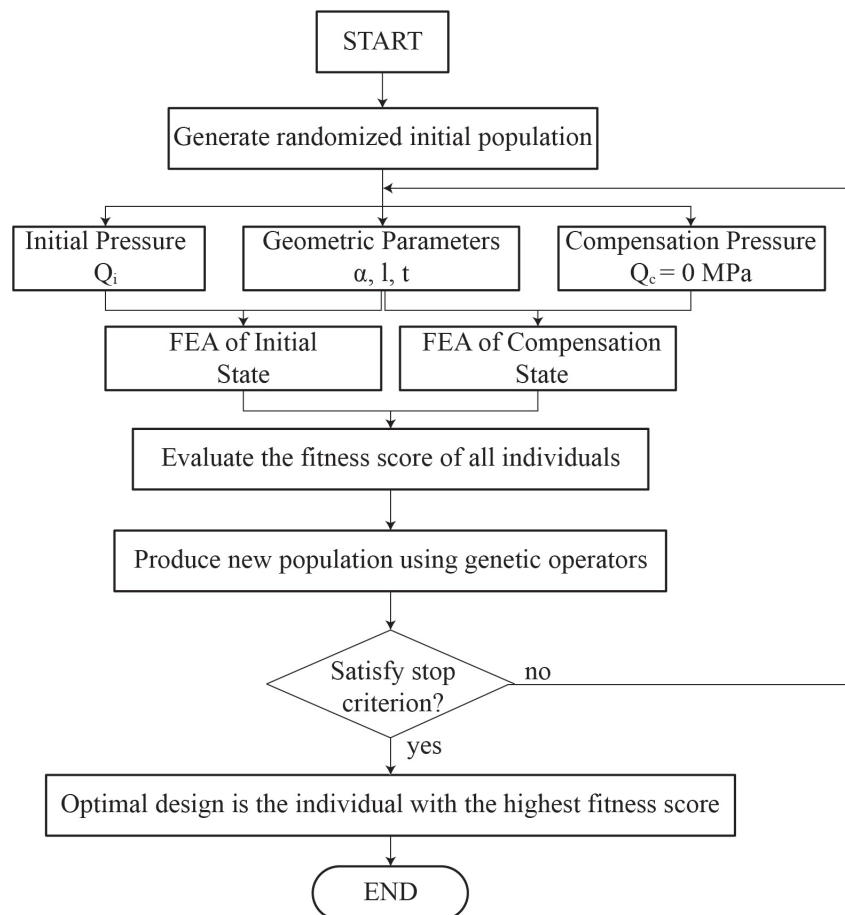 START
Generate randomized initial population
Initial Pressure
Qᵢ
Geometric Parameters
α, l, t
Compensation Pressure
Q꜀ = 0 MPa
FEA of Initial
State
FEA of Compensation
State
Evaluate the fitness score of all individuals
Produce new population using genetic operators
Satisfy stop
criterion?
no
yes
Optimal design is the individual with the highest fitness score
END